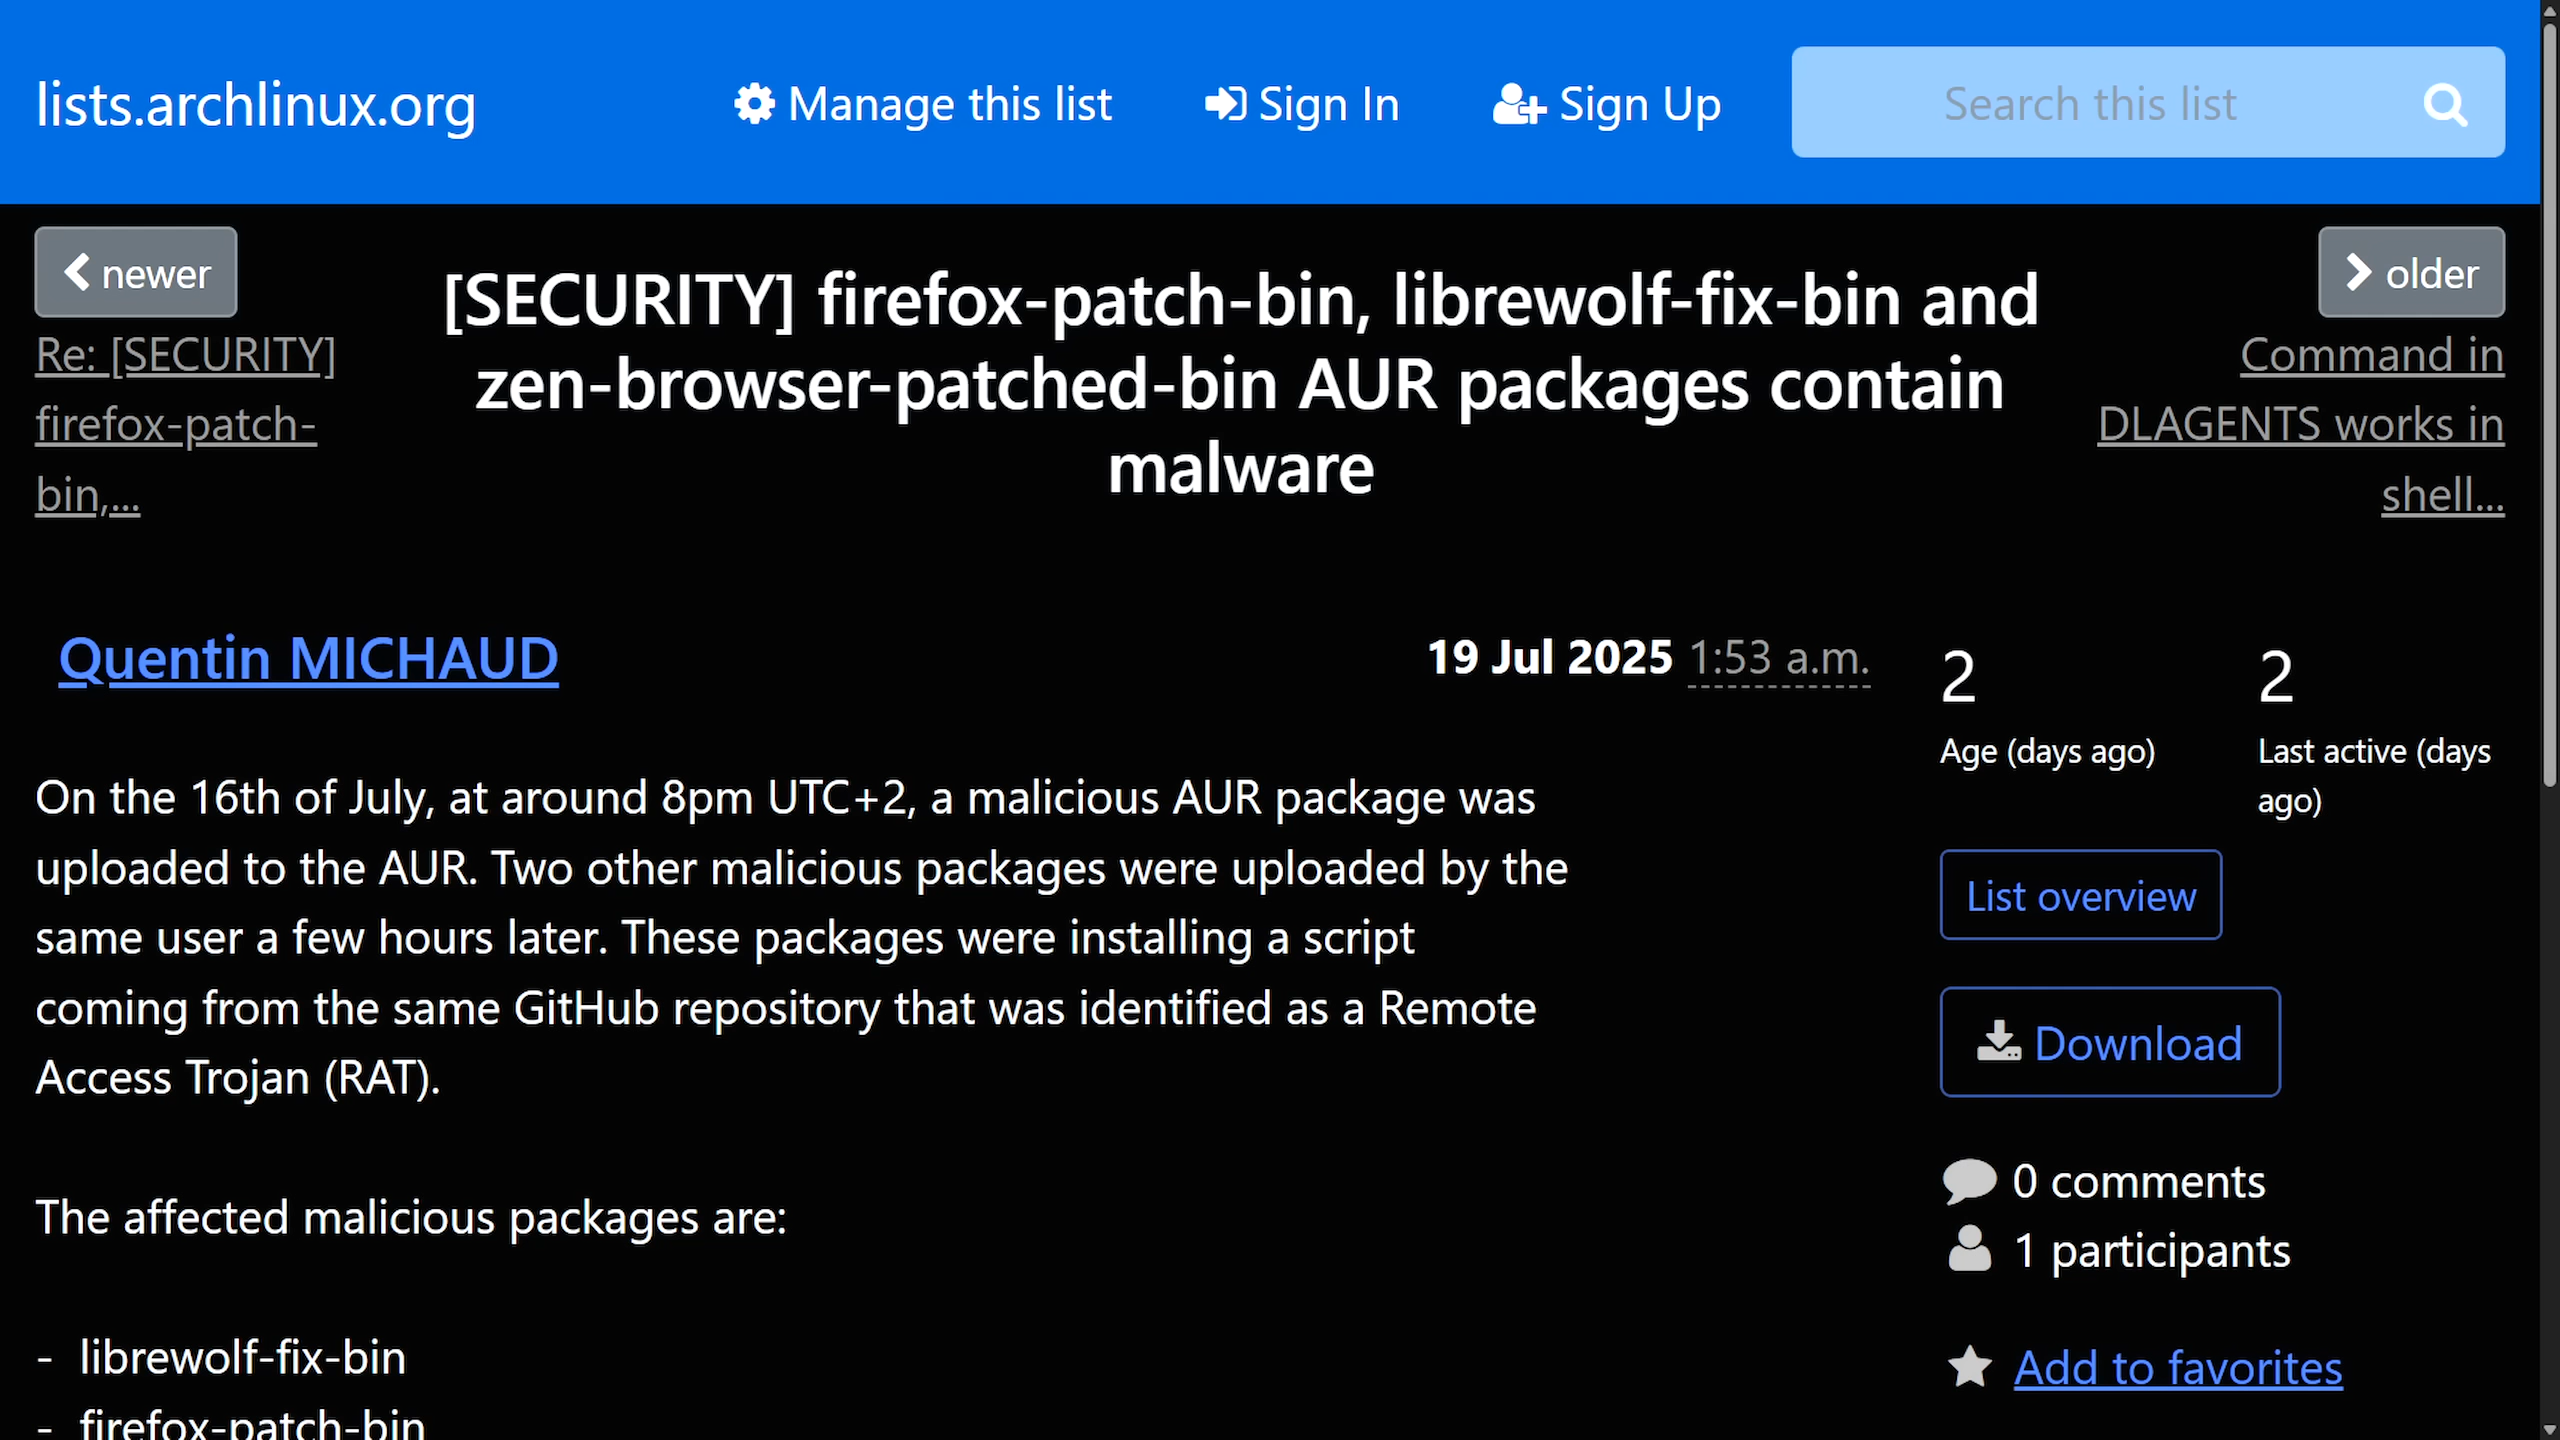 lists.archlinux.org
Manage this list
Sign In
Sign Up
Search this list
newer
Re: [SECURITY]
firefox-patch-
bin,...
[SECURITY] firefox-patch-bin, librewolf-fix-bin and
zen-browser-patched-bin AUR packages contain
malware
older
Command in
DLAGENTS works in
shell...
Quentin MICHAUD
19 Jul 2025 1:53 a.m.
On the 16th of July, at around 8pm UTC+2, a malicious AUR package was
uploaded to the AUR. Two other malicious packages were uploaded by the
same user a few hours later. These packages were installing a script
coming from the same GitHub repository that was identified as a Remote
Access Trojan (RAT).
The affected malicious packages are:
- librewolf-fix-bin
- firefox-patch-bin
2
Age (days ago)
2
Last active (days
ago)
List overview
Download
0 comments
1 participants
Add to favorites